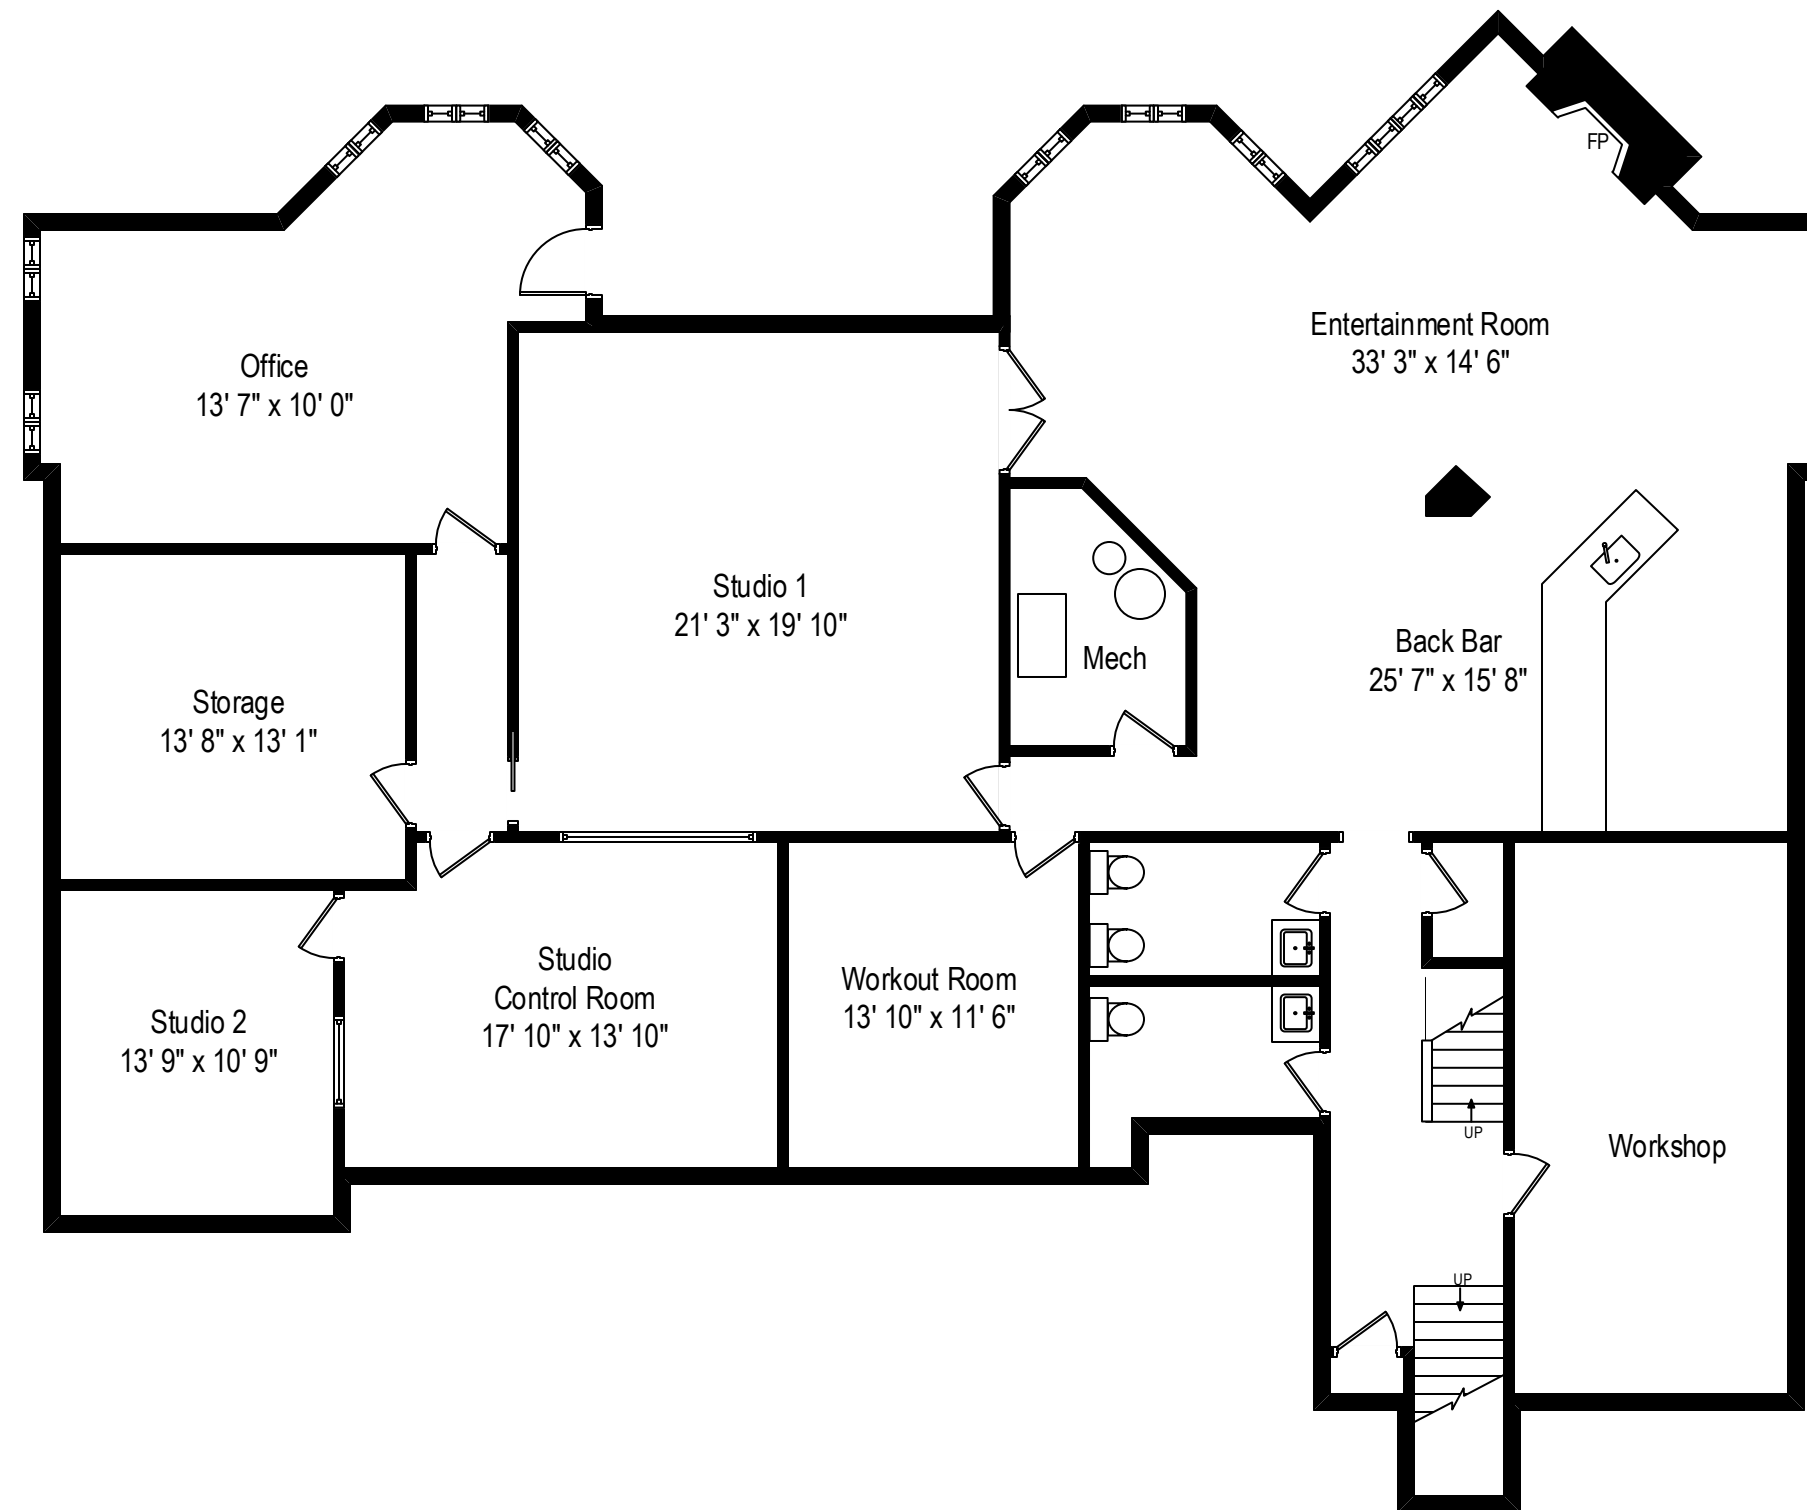 FP
Entertainment Room
33' 3" x 14' 6"
Office
13' 7" x 10' 0"
Studio 1
21' 3" x 19' 10"
Mech
Back Bar
25' 7" x 15' 8"
Storage
13' 8" x 13' 1"
Studio
Control Room
17' 10" x 13' 10"
Workout Room
13' 10" x 11' 6"
Studio 2
13' 9" x 10' 9"
UP
Workshop
UP